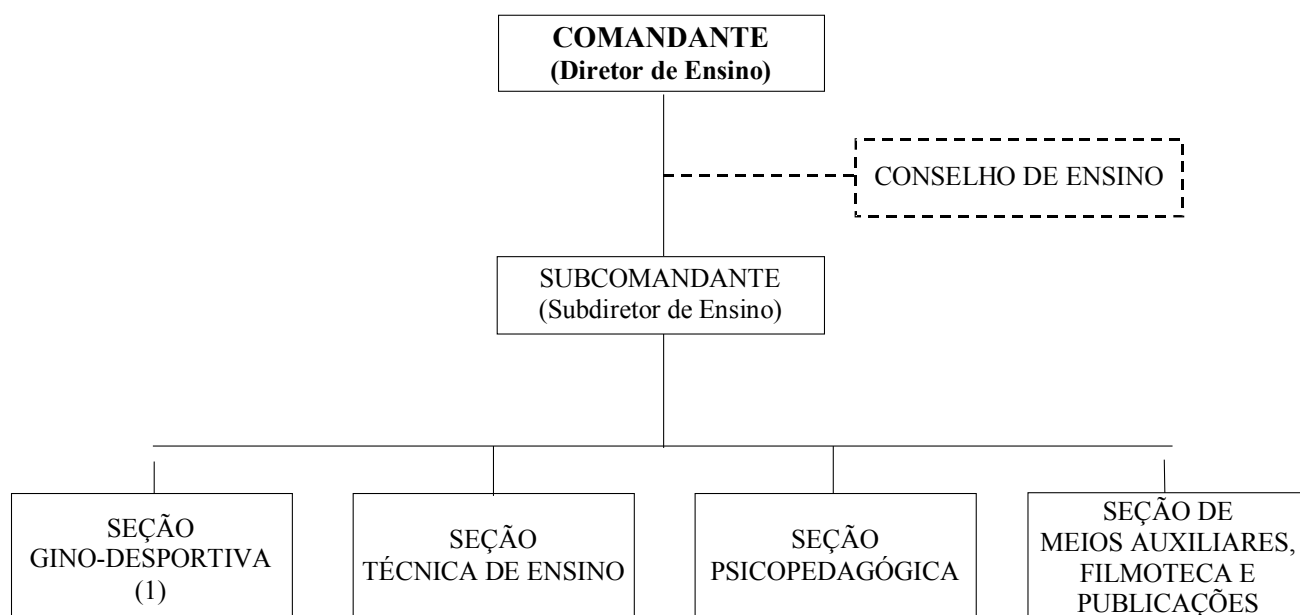 COMANDANTE
(Diretor de Ensino)
CONSELHO DE ENSINO
SUBCOMANDANTE
(Subdiretor de Ensino)
SEÇÃO
GINO-DESPORTIVA
(1)
SEÇÃO
TÉCNICA DE ENSINO
SEÇÃO
PSICOPEDAGÓGICA
SEÇÃO DE
MEIOS AUXILIARES,
FILMOTECA E
PUBLICAÇÕES